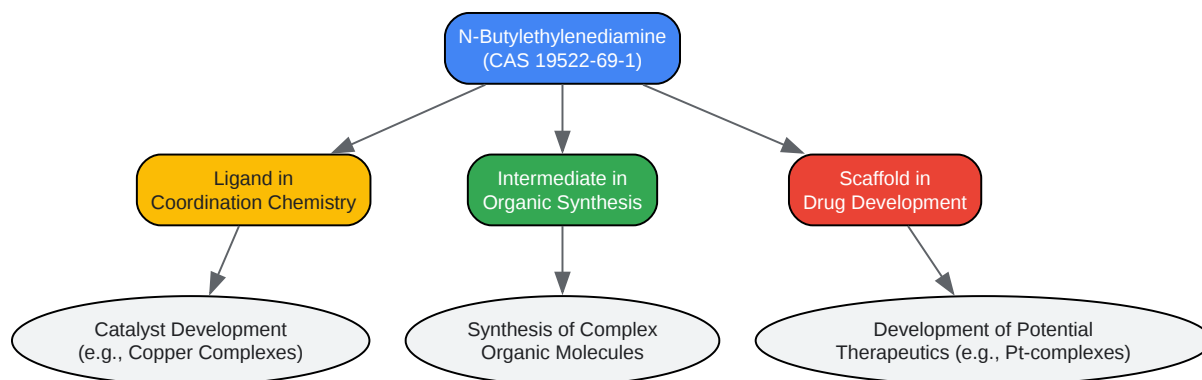 N-Butylethylenediamine
(CAS 19522-69-1)
Ligand in
Coordination Chemistry
Intermediate in
Organic Synthesis
Scaffold in
Drug Development
Catalyst Development
(e.g., Copper Complexes)
Synthesis of Complex
Organic Molecules
Development of Potential
Therapeutics (e.g., Pt-complexes)